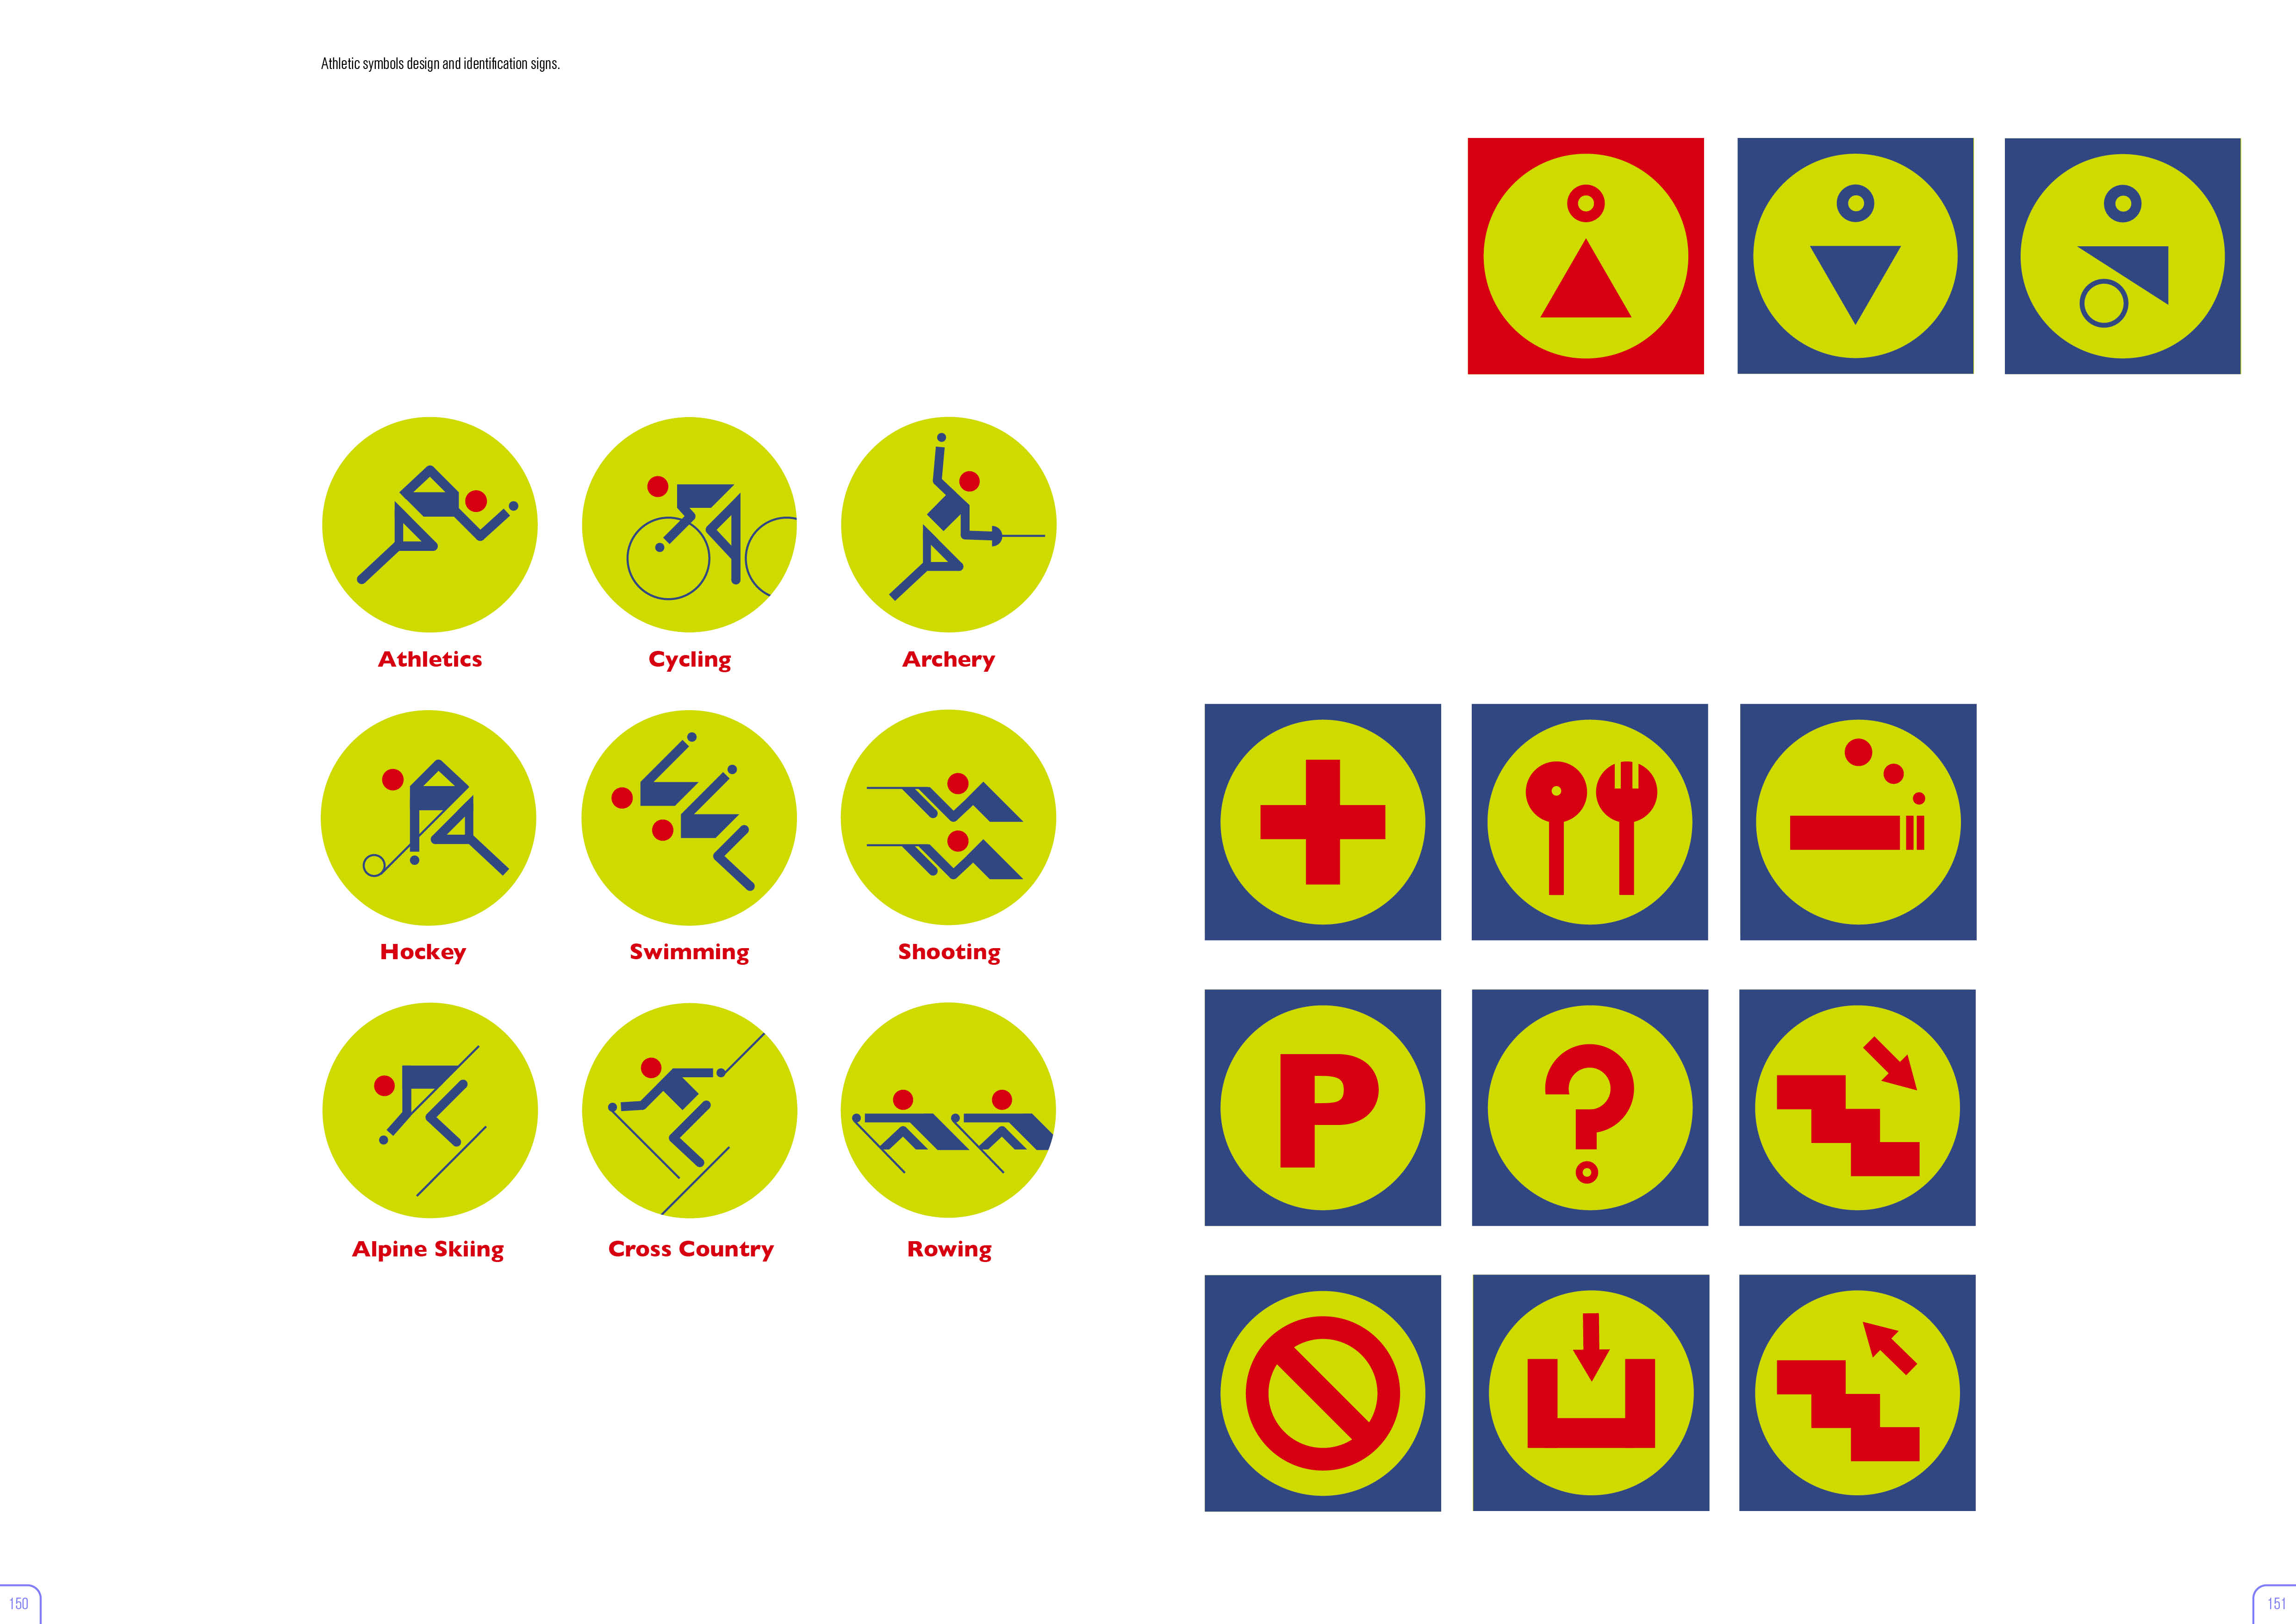 Athletic symbols design and identification signs.
Athletics
Cycling
Archery
Hockey
Swimming
Shooting
Alpine Skiing
Cross Country
Rowing
P
?
150
151